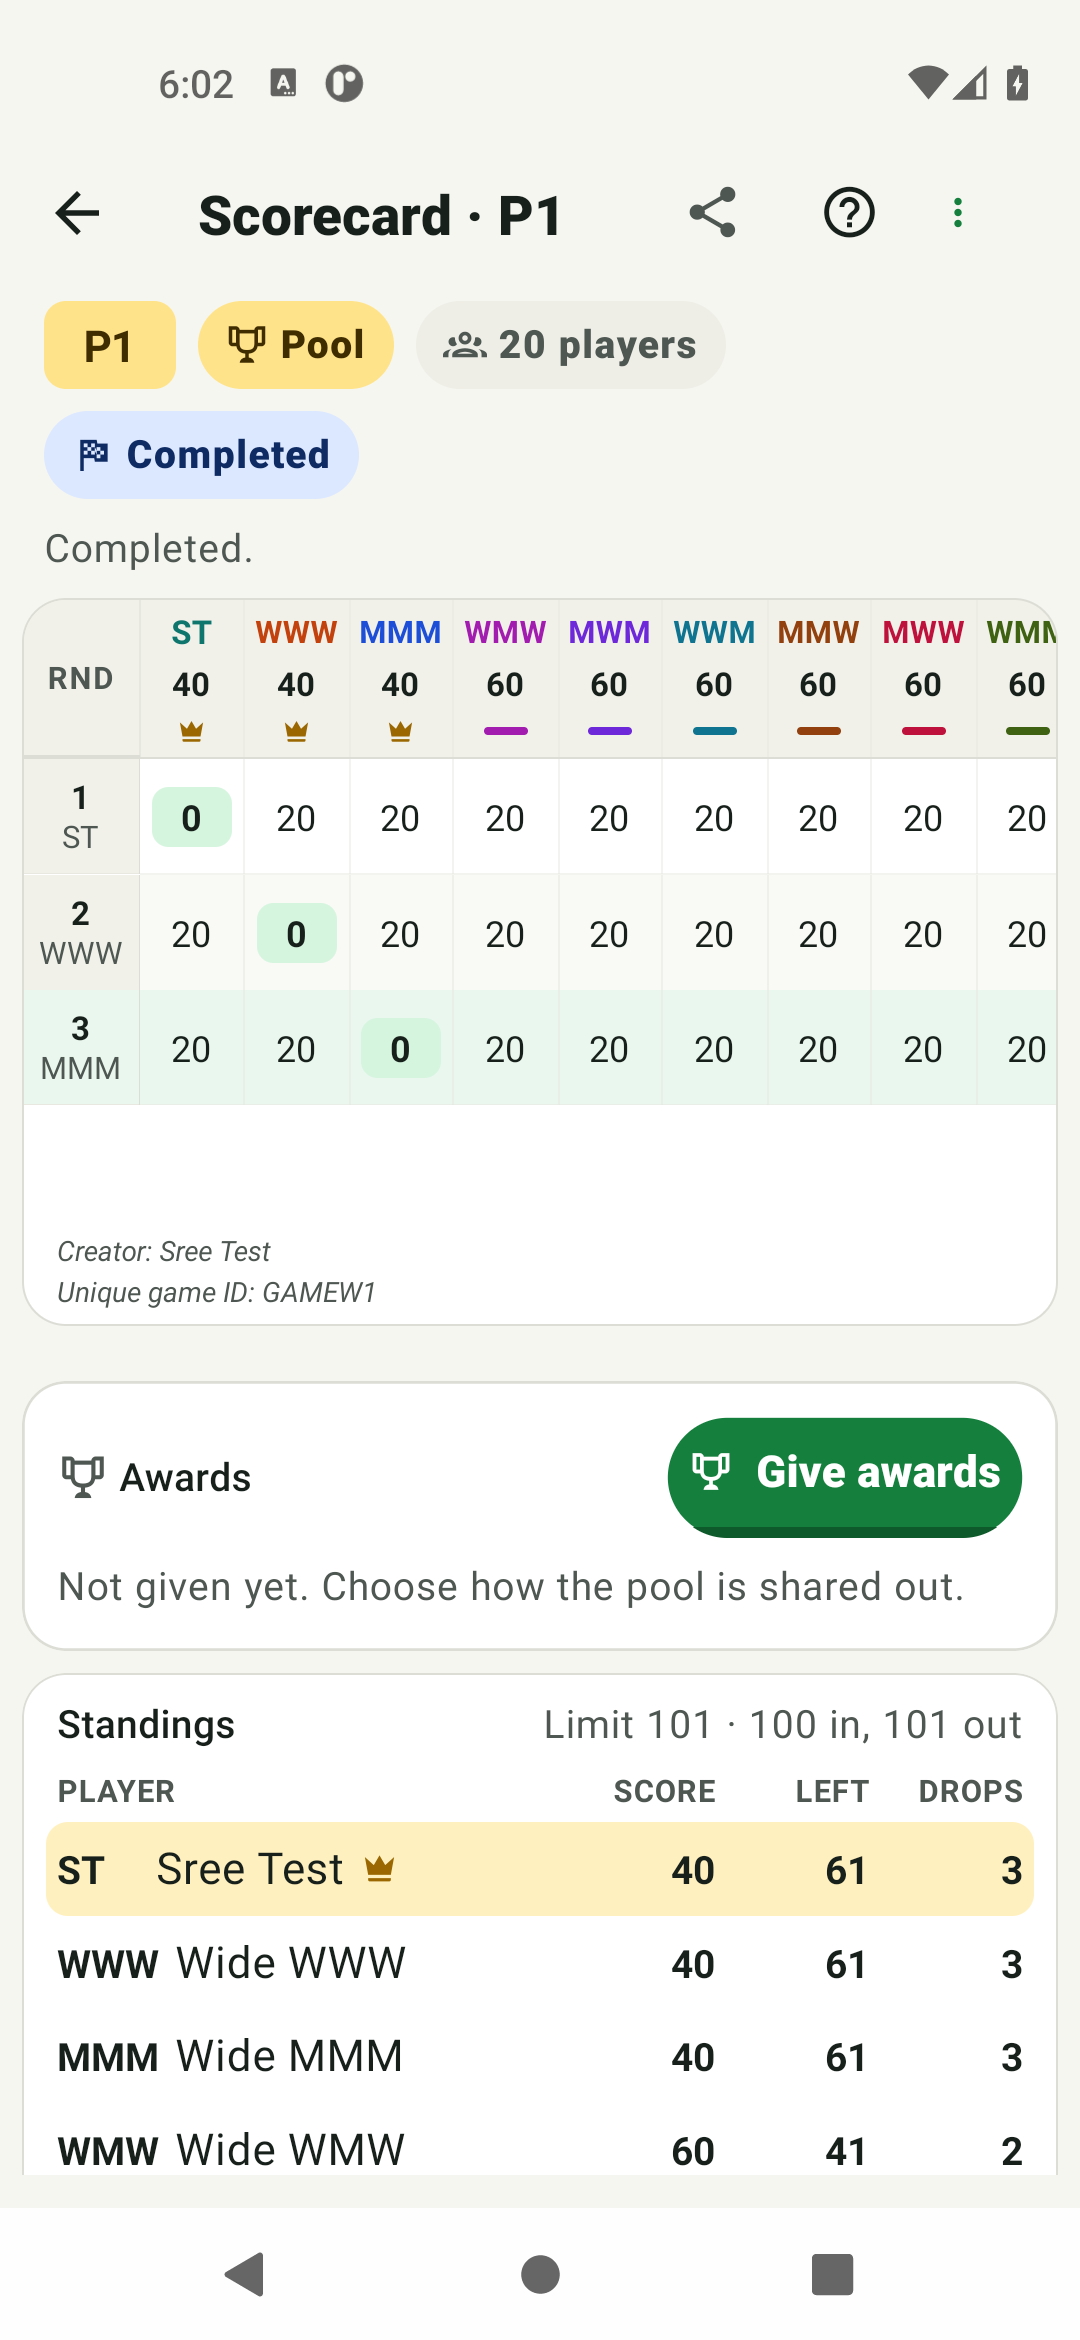 6:02
Scorecard · P1
P1 Pool 20 players
Completed
Completed.
RND ST WWW MMM WMW MWM WWM MMW MWW WMM
40 40 40 60 60 60 60 60 60
1 ST 0 20 20 20 20 20 20 20 20
2 WWW 20 0 20 20 20 20 20 20 20
3 MMM 20 20 0 20 20 20 20 20 20
Creator: Sree Test
Unique game ID: GAMEW1
Awards Give awards
Not given yet. Choose how the pool is shared out.
Standings Limit 101 · 100 in, 101 out
PLAYER SCORE LEFT DROPS
ST Sree Test 40 61 3
WWW Wide WWW 40 61 3
MMM Wide MMM 40 61 3
WMW Wide WMW 60 41 2